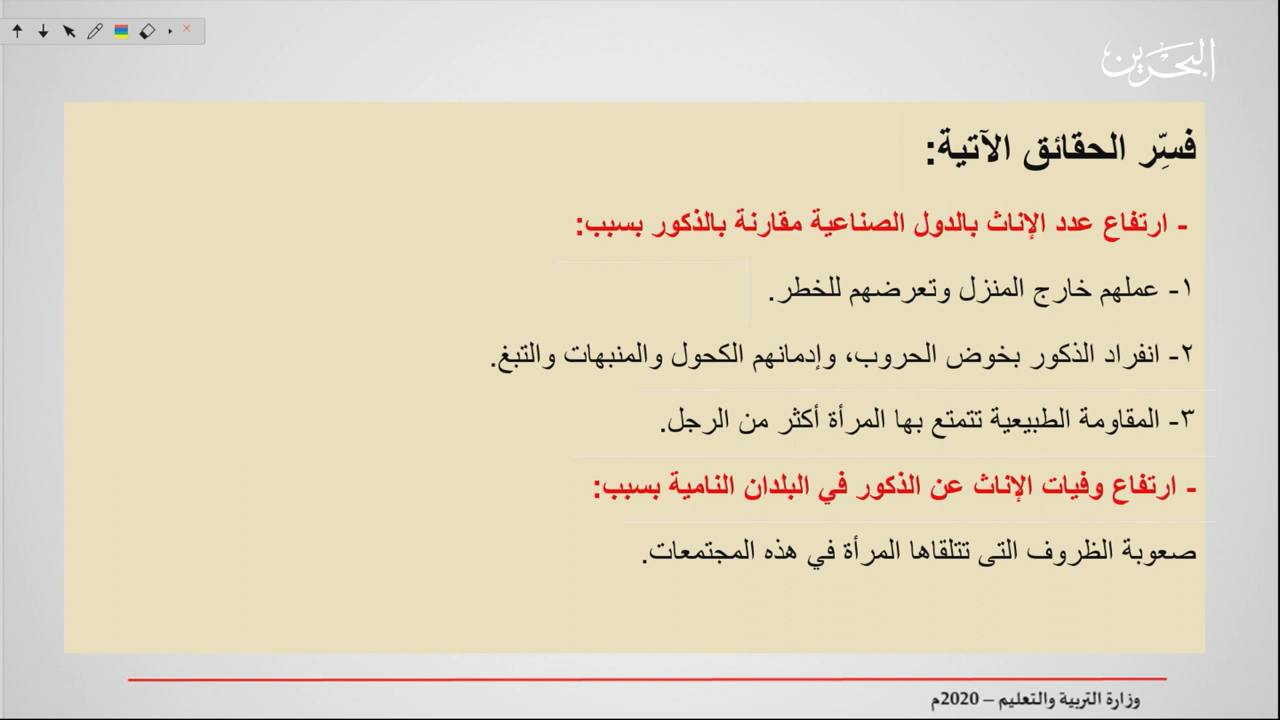 البحرين
فسِّر الحقائق الآتية:
- ارتفاع عدد الإناث بالدول الصناعية مقارنة بالذكور بسبب:
١- عملهم خارج المنزل وتعرضهم للخطر.
٢- انفراد الذكور بخوض الحروب، وإدمانهم الكحول والمنبهات والتبغ.
٣- المقاومة الطبيعية تتمتع بها المرأة أكثر من الرجل.
- ارتفاع وفيات الإناث عن الذكور في البلدان النامية بسبب:
صعوبة الظروف التى تتلقاها المرأة في هذه المجتمعات.
وزارة التربية والتعليم – 2020م